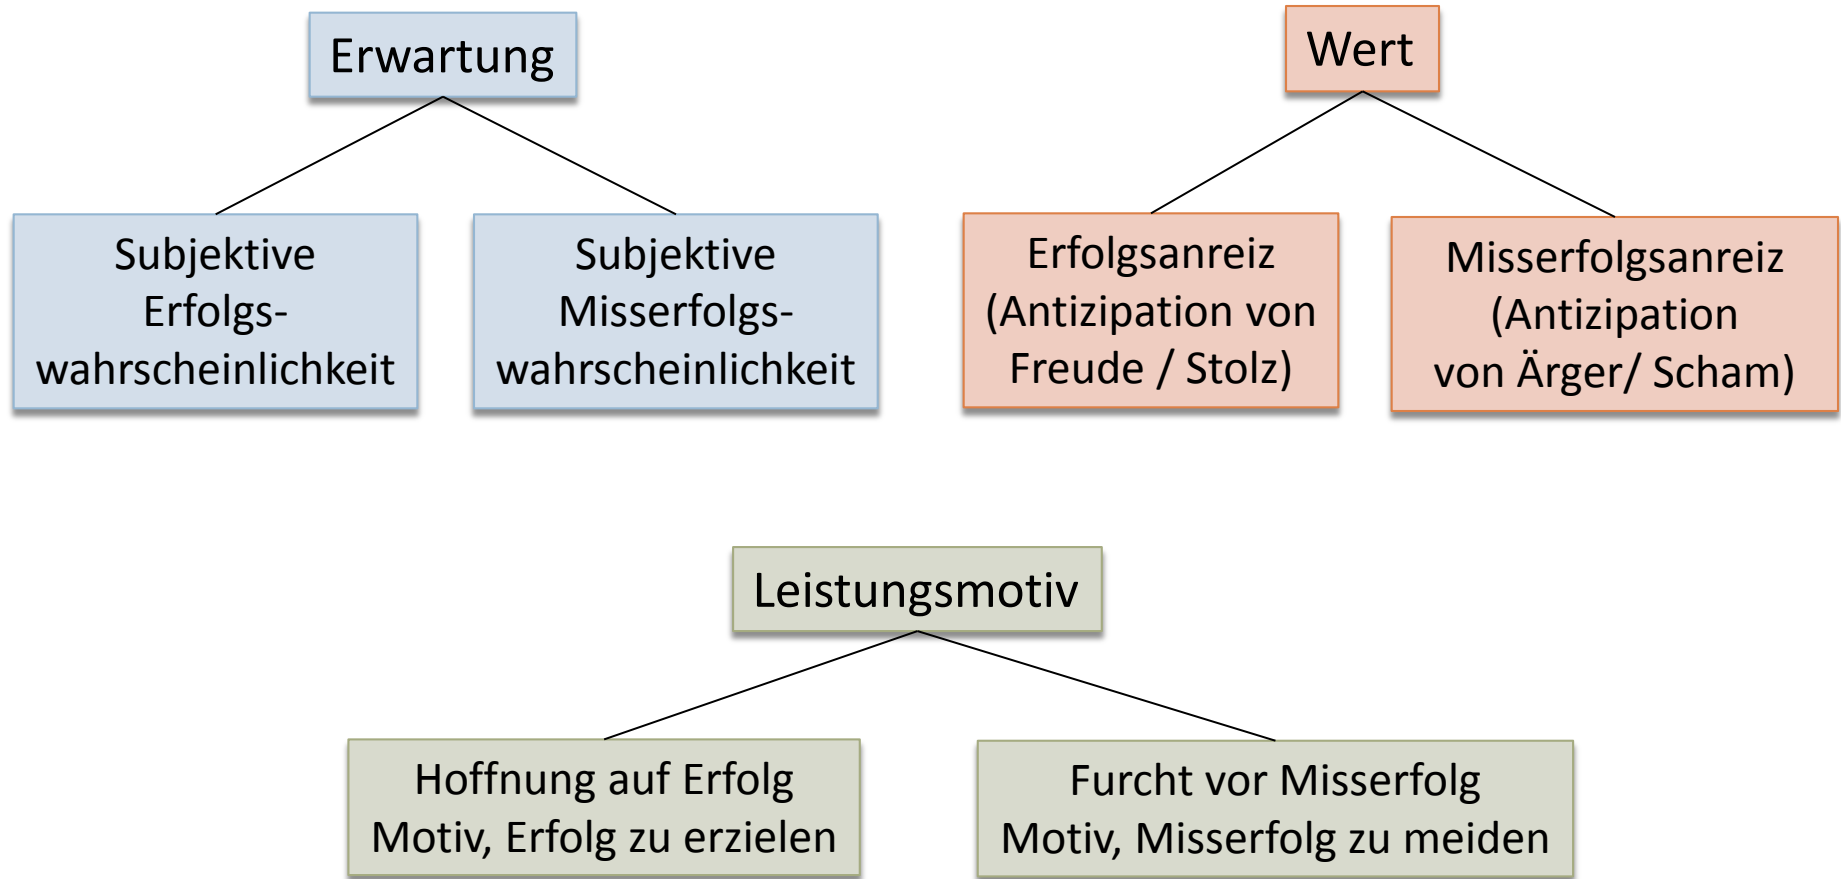 Erwartung
Wert
Subjektive
Erfolgs-
wahrscheinlichkeit
Subjektive
Misserfolgs-
wahrscheinlichkeit
Erfolgsanreiz
(Antizipation von
Freude / Stolz)
Misserfolgsanreiz
(Antizipation
von Ärger/ Scham)
Leistungsmotiv
Hoffnung auf Erfolg
Motiv, Erfolg zu erzielen
Furcht vor Misserfolg
Motiv, Misserfolg zu meiden